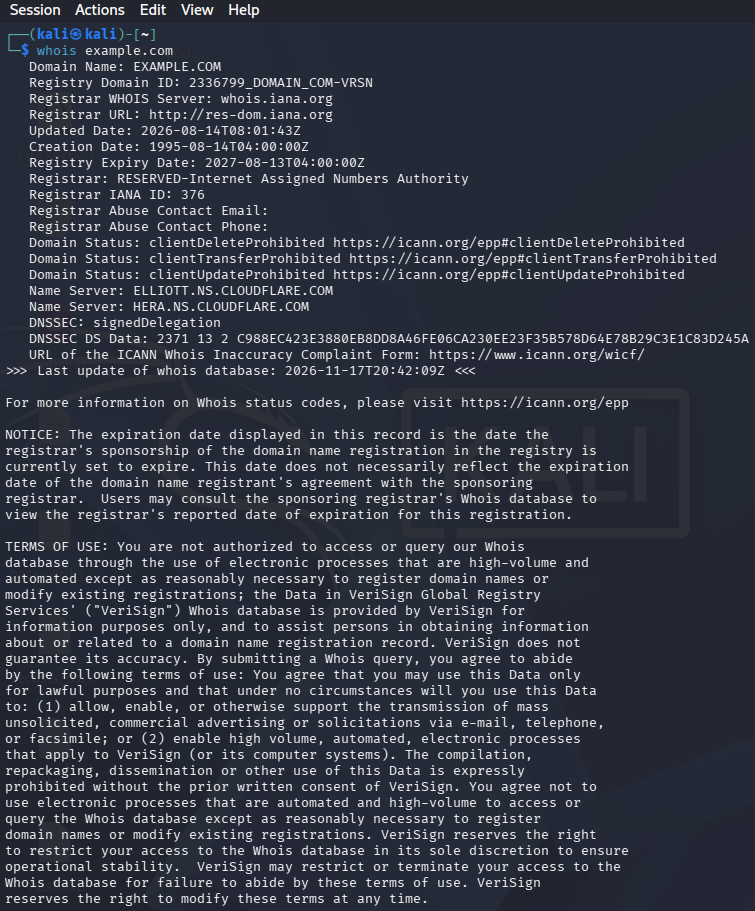 Session Actions Edit View Help
┌──(kali㉿kali)-[~]
└─$ whois example.com
   Domain Name: EXAMPLE.COM
   Registry Domain ID: 2336799_DOMAIN_COM-VRSN
   Registrar WHOIS Server: whois.iana.org
   Registrar URL: http://res-dom.iana.org
   Updated Date: 2026-08-14T08:01:43Z
   Creation Date: 1995-08-14T04:00:00Z
   Registry Expiry Date: 2027-08-13T04:00:00Z
   Registrar: RESERVED-Internet Assigned Numbers Authority
   Registrar IANA ID: 376
   Registrar Abuse Contact Email:
   Registrar Abuse Contact Phone:
   Domain Status: clientDeleteProhibited https://icann.org/epp#clientDeleteProhibited
   Domain Status: clientTransferProhibited https://icann.org/epp#clientTransferProhibited
   Domain Status: clientUpdateProhibited https://icann.org/epp#clientUpdateProhibited
   Name Server: ELLIOTT.NS.CLOUDFLARE.COM
   Name Server: HERA.NS.CLOUDFLARE.COM
   DNSSEC: signedDelegation
   DNSSEC DS Data: 2371 13 2 C988EC423E3880EB8DD8A46FE06CA230EE23F35B578D64E78B29C3E1C83D245A
   URL of the ICANN Whois Inaccuracy Complaint Form: https://www.icann.org/wicf/
>>> Last update of whois database: 2026-11-17T20:42:09Z <<<

For more information on Whois status codes, please visit https://icann.org/epp

NOTICE: The expiration date displayed in this record is the date the
registrar's sponsorship of the domain name registration in the registry is
currently set to expire. This date does not necessarily reflect the expiration
date of the domain name registrant's agreement with the sponsoring
registrar.  Users may consult the sponsoring registrar's Whois database to
view the registrar's reported date of expiration for this registration.

TERMS OF USE: You are not authorized to access or query our Whois
database through the use of electronic processes that are high-volume and
automated except as reasonably necessary to register domain names or
modify existing registrations; the Data in VeriSign Global Registry
Services' ("VeriSign") Whois database is provided by VeriSign for
information purposes only, and to assist persons in obtaining information
about or related to a domain name registration record. VeriSign does not
guarantee its accuracy. By submitting a Whois query, you agree to abide
by the following terms of use: You agree that you may use this Data only
for lawful purposes and that under no circumstances will you use this Data
to: (1) allow, enable, or otherwise support the transmission of mass
unsolicited, commercial advertising or solicitations via e-mail, telephone,
or facsimile; or (2) enable high volume, automated, electronic processes
that apply to VeriSign (or its computer systems). The compilation,
repackaging, dissemination or other use of this Data is expressly
prohibited without the prior written consent of VeriSign. You agree not to
use electronic processes that are automated and high-volume to access or
query the Whois database except as reasonably necessary to register
domain names or modify existing registrations. VeriSign reserves the right
to restrict your access to the Whois database in its sole discretion to ensure
operational stability.  VeriSign may restrict or terminate your access to the
Whois database for failure to abide by these terms of use. VeriSign
reserves the right to modify these terms at any time.
KALI